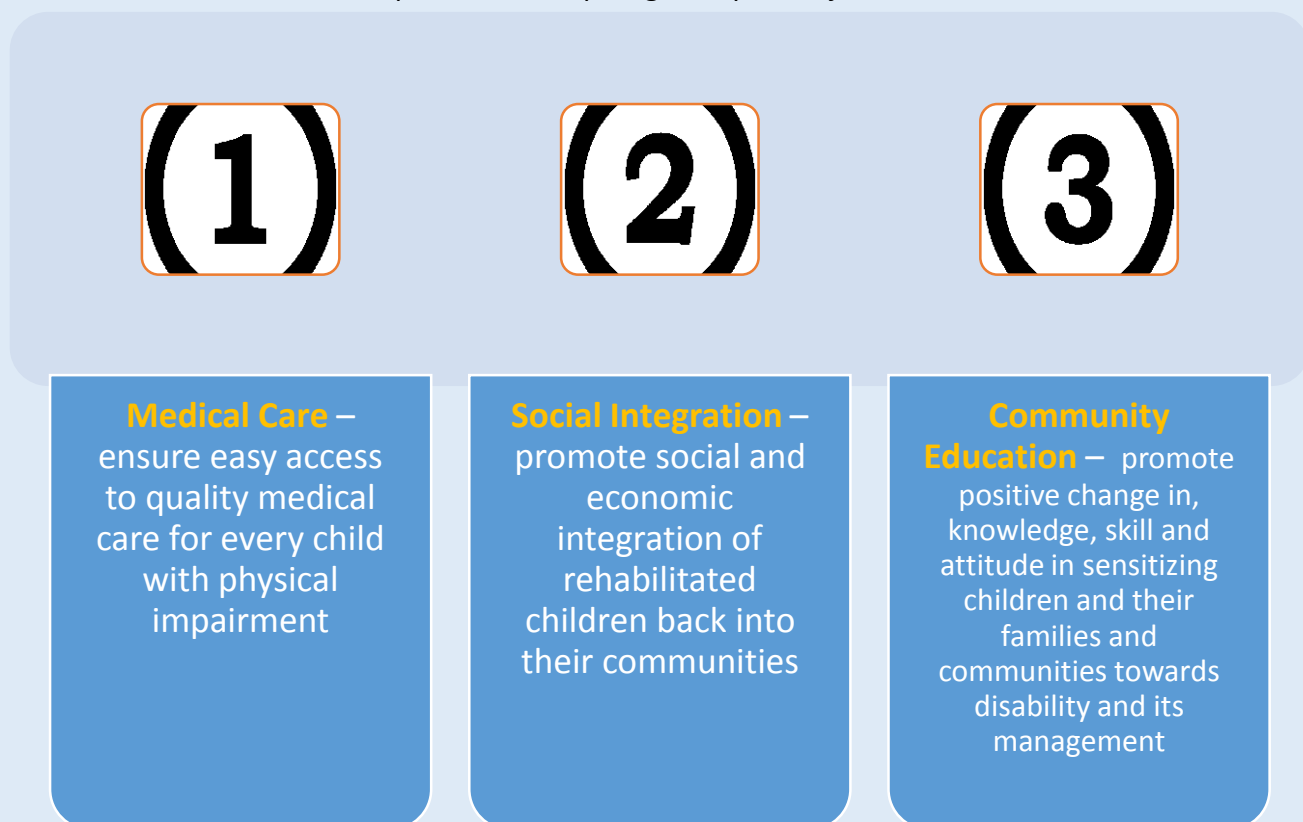 1
2
3
Medical Care –
ensure easy access
to quality medical
care for every child
with physical
impairment
Social Integration –
promote social and
economic
integration of
rehabilitated
children back into
their communities
Community
Education – promote
positive change in,
knowledge, skill and
attitude in sensitizing
children and their
families and
communities towards
disability and its
management